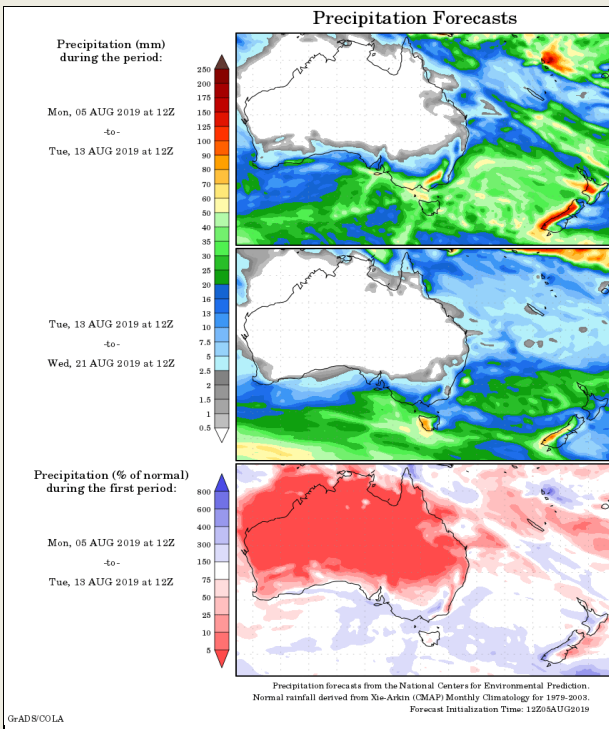 Precipitation Forecasts
Precipitation (mm)
during the period:
Mon, 05 AUG 2019 at 12Z
-to-
Tue, 13 AUG 2019 at 12Z
250
200
175
150
125
100
90
80
70
60
50
40
35
30
25
20
16
13
10
7.5
5
2.5
2
1.5
1
0.5
Tue, 13 AUG 2019 at 12Z
-to-
Wed, 21 AUG 2019 at 12Z
Precipitation (% of normal)
during the first period:
Mon, 05 AUG 2019 at 12Z
-to-
Tue, 13 AUG 2019 at 12Z
800
600
400
300
150
75
50
25
10
5
Precipitation forecasts from the National Centers for Environmental Prediction.
Normal rainfall derived from Xie-Arkin (CMAP) Monthly Climatology for 1979-2003.
Forecast Initialization Time: 12Z05AUG2019
GrADS/COLA